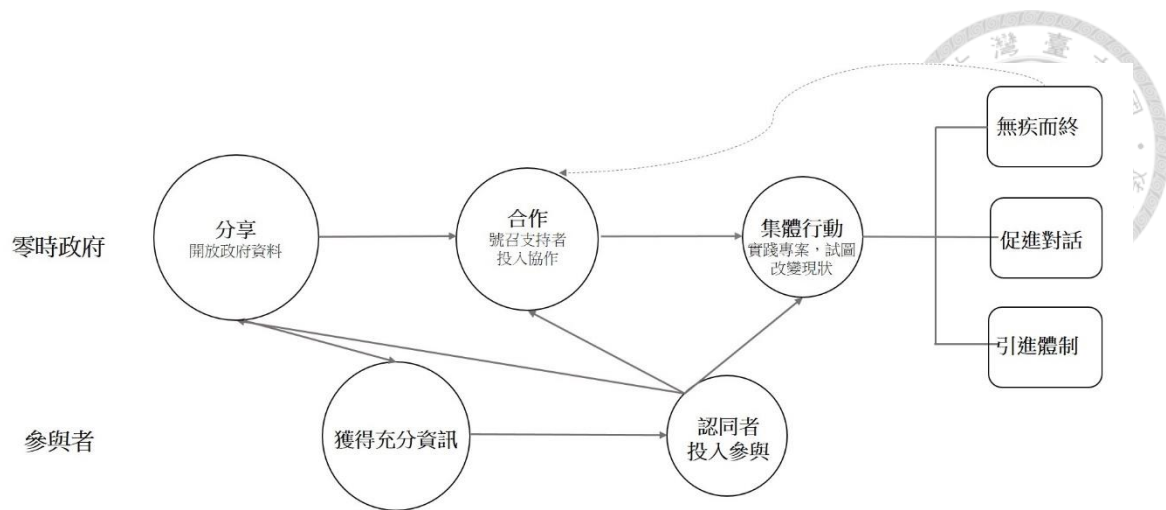 灣臺
無疾而終
零時政府
分享
開放政府資料
合作
號召支持者
投入協作
集體行動
實踐專案，試圖
改變現狀
促進對話
引進體制
參與者
獲得充分資訊
認同者
投入參與